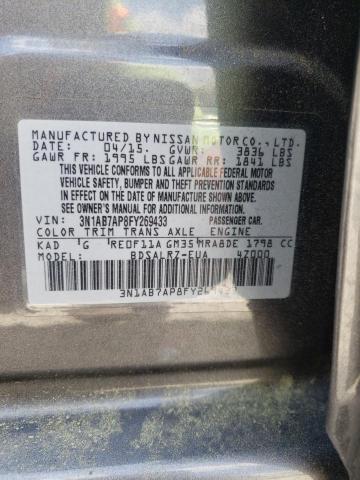 MANUFACTURED BY NISSAN MOTOR CO., LTD.
DATE: 04/15. GVWR: 3836 LBS
GAWR FR: 1995 LBS GAWR RR: 1841 LBS
THIS VEHICLE CONFORMS TO ALL APPLICABLE FEDERAL MOTOR
VEHICLE SAFETY, BUMPER AND THEFT PREVENTION STANDARDS
IN EFFECT ON THE DATE OF MANUFACTURE SHOWN ABOVE.
SEE OWNER'S MANUAL FOR ADDITIONAL INFORMATION.
VIN: 3N1AB7AP8FY269433 PASSENGER CAR.
COLOR TRIM TRANS AXLE ENGINE
KAD G RE0F11A GM35 MRA8DE 1798 CC
MODEL: BDSALRZ-EUA 4Z000